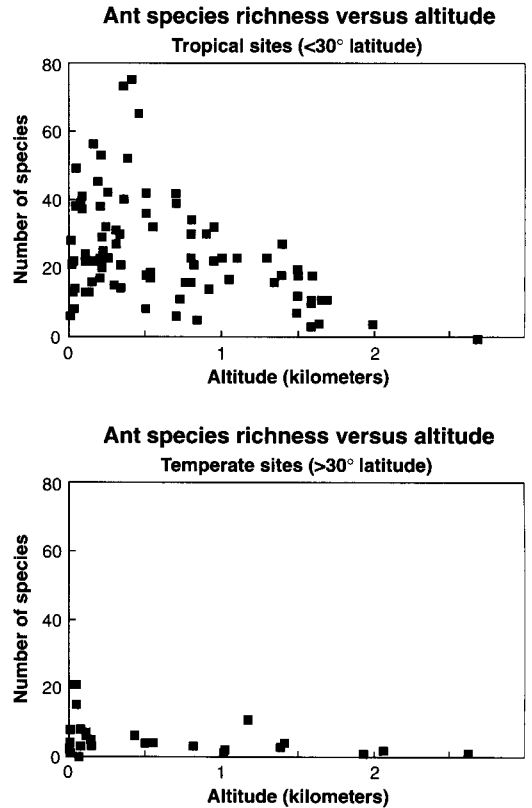 Ant species richness versus altitude
Tropical sites (<30° latitude)
80
60
40
20
0
Number of species
0 1 2
Altitude (kilometers)
Ant species richness versus altitude
Temperate sites (>30° latitude)
80
60
40
20
0
Number of species
0 1 2
Altitude (kilometers)